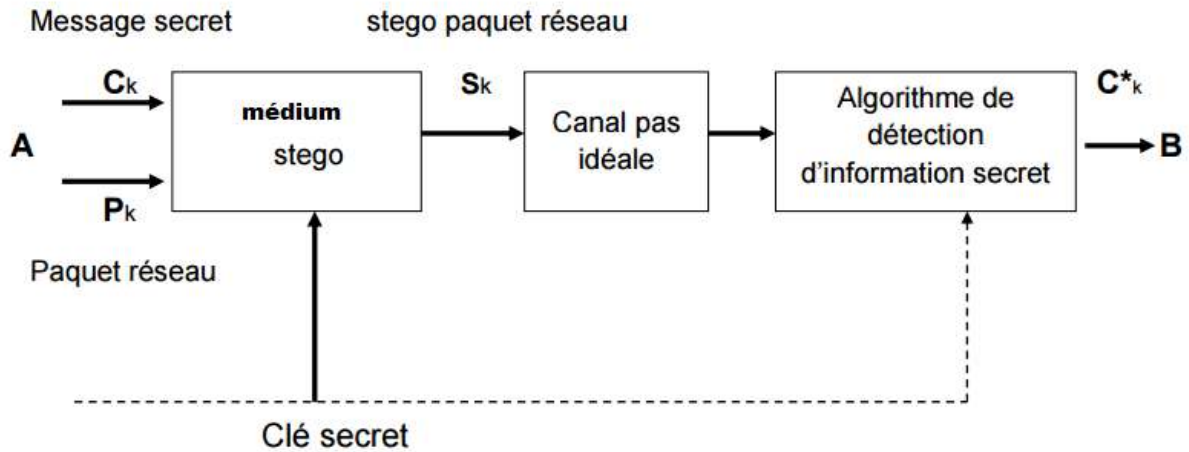 Message secret
stego paquet réseau
Ck
Sk
C*k
médium
stego
Canal pas
idéale
Algorithme de
détection
d'information secret
A
B
Pk
Paquet réseau
Clé secret